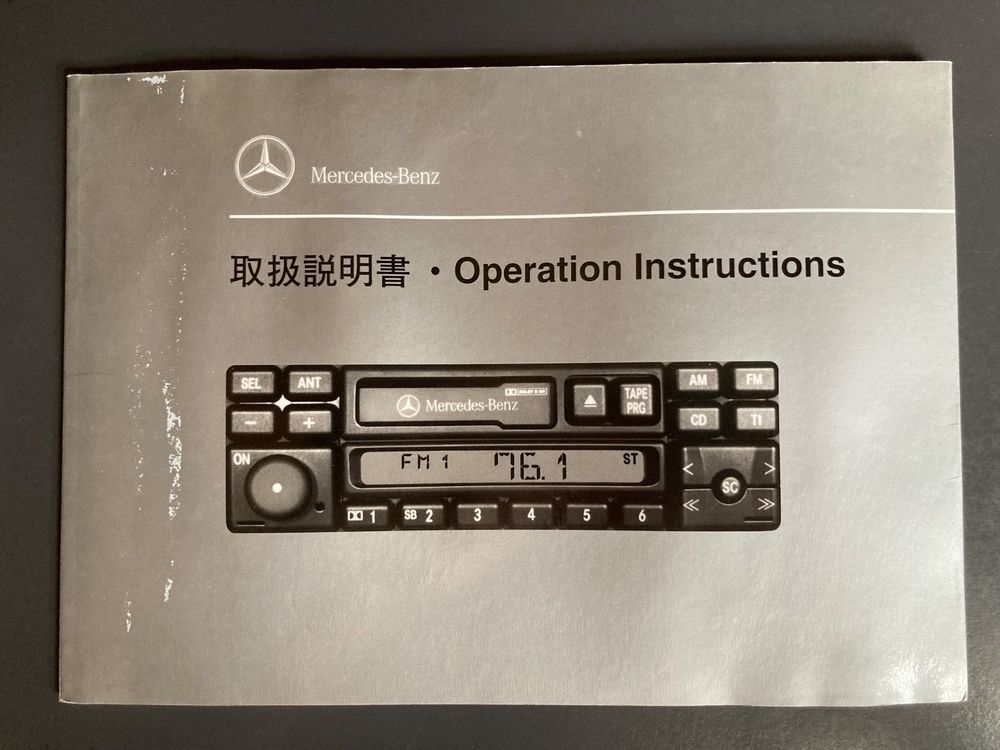 Mercedes-Benz
取扱説明書 · Operation Instructions
SEL ANT
Mercedes-Benz
TAPE PRG
AM FM
− +
CD TI
ON
FM 1 76.1 ST
< SC >
<< >>
1 SB 2 3 4 5 6